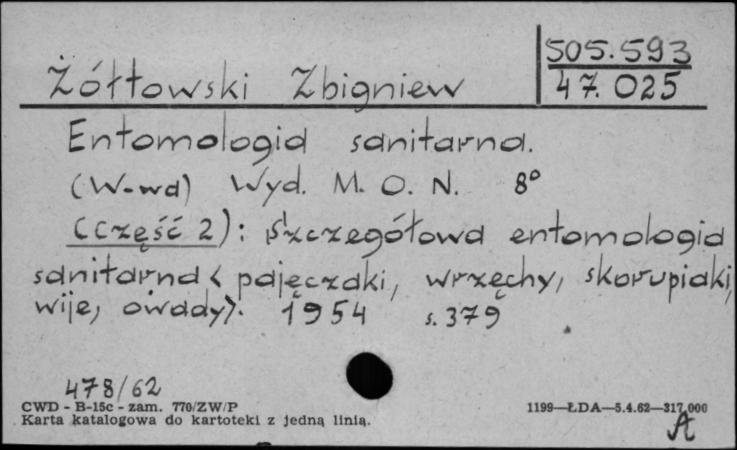 505.593
Żółtowski Zbigniew 47.025
Entomologia sanitarna.
(W-wa) Wyd. M. O. N. 8°
(Część 2): Szczegółowa entomologia
sanitarna < pajęczaki, wrzęchy, skorupiaki,
wije, owady>. 1954 s. 379
478/62
CWD - B-15c - zam. 770/ZW/P 1199—ŁDA—5.4.62—317.000
Karta katalogowa do kartoteki z jedną linią.
A